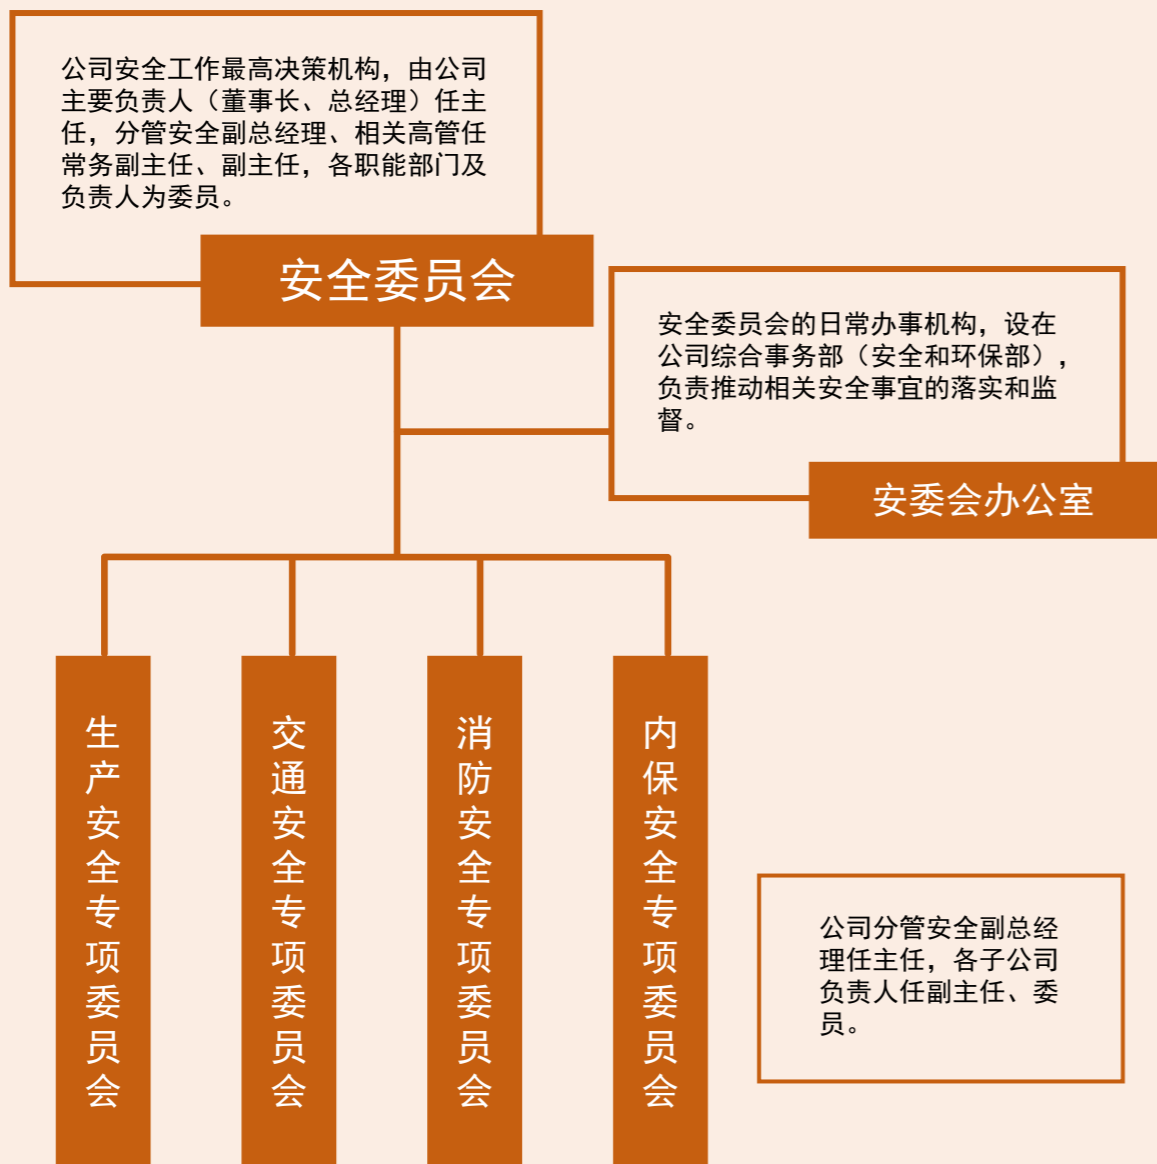 公司安全工作最高决策机构，由公司
主要负责人（董事长、总经理）任主
任，分管安全副总经理、相关高管任
常务副主任、副主任，各职能部门及
负责人为委员。
安全委员会
安全委员会的日常办事机构，设在
公司综合事务部（安全和环保部），
负责推动相关安全事宜的落实和监
督。
安委会办公室
生产安全专项委员会
交通安全专项委员会
消防安全专项委员会
内保安全专项委员会
公司分管安全副总经
理任主任，各子公司
负责人任副主任、委
员。